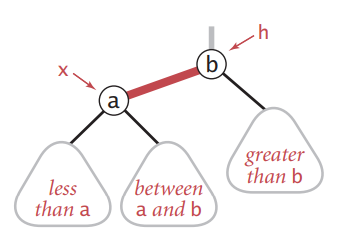 h
b
x
a
less
than a
between
a and b
greater
than b